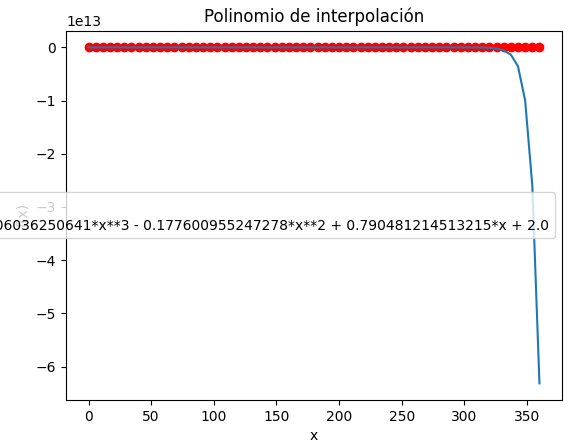 Polinomio de interpolación
1e13
0
−1
−2
−3
−4
−5
−6
06036250641*x**3 - 0.177600955247278*x**2 + 0.790481214513215*x + 2.0
0 50 100 150 200 250 300 350
x